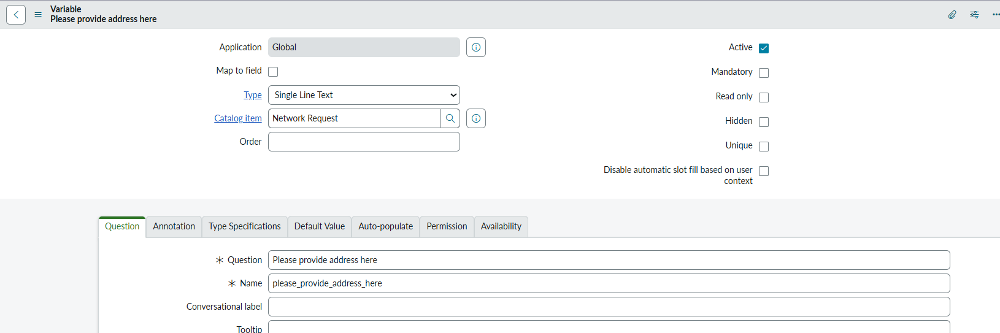 Variable
Please provide address here
Application Global
Active
Map to field
Mandatory
Type Single Line Text
Read only
Catalog item Network Request
Hidden
Order
Unique
Disable automatic slot fill based on user
context
Question Annotation Type Specifications Default Value Auto-populate Permission Availability
Question Please provide address here
Name please_provide_address_here
Conversational label
Tooltip